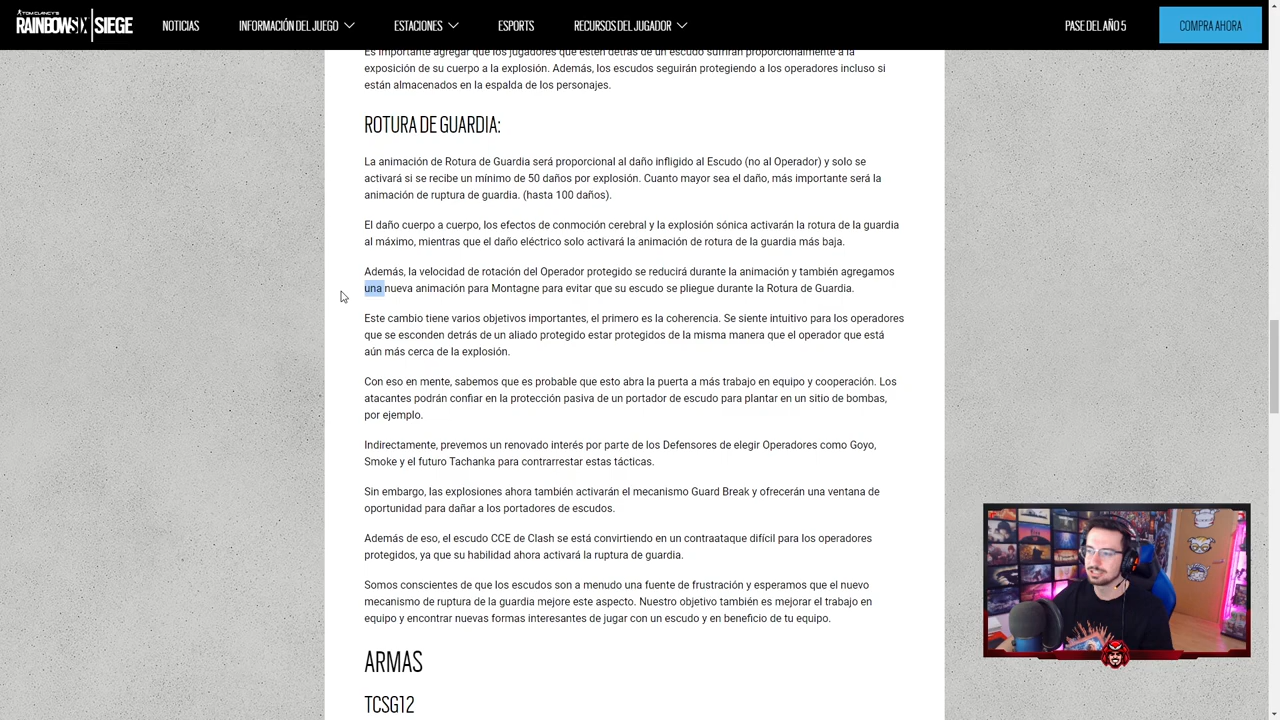 TOM CLANCY'S
RAINBOWSIX SIEGE
NOTICIAS
INFORMACIÓN DEL JUEGO
ESTACIONES
ESPORTS
RECURSOS DEL JUGADOR
PASE DEL AÑO 5
COMPRA AHORA
Es importante agregar que los jugadores que estén detrás de un escudo sufrirán proporcionalmente a la
exposición de su cuerpo a la explosión. Además, los escudos seguirán protegiendo a los operadores incluso si
están almacenados en la espalda de los personajes.
ROTURA DE GUARDIA:
La animación de Rotura de Guardia será proporcional al daño infligido al Escudo (no al Operador) y solo se
activará si se recibe un mínimo de 50 daños por explosión. Cuanto mayor sea el daño, más importante será la
animación de ruptura de guardia. (hasta 100 daños).
El daño cuerpo a cuerpo, los efectos de conmoción cerebral y la explosión sónica activarán la rotura de la guardia
al máximo, mientras que el daño eléctrico solo activará la animación de rotura de la guardia más baja.
Además, la velocidad de rotación del Operador protegido se reducirá durante la animación y también agregamos
una nueva animación para Montagne para evitar que su escudo se pliegue durante la Rotura de Guardia.
Este cambio tiene varios objetivos importantes, el primero es la coherencia. Se siente intuitivo para los operadores
que se esconden detrás de un aliado protegido estar protegidos de la misma manera que el operador que está
aún más cerca de la explosión.
Con eso en mente, sabemos que es probable que esto abra la puerta a más trabajo en equipo y cooperación. Los
atacantes podrán confiar en la protección pasiva de un portador de escudo para plantar en un sitio de bombas,
por ejemplo.
Indirectamente, prevemos un renovado interés por parte de los Defensores de elegir Operadores como Goyo,
Smoke y el futuro Tachanka para contrarrestar estas tácticas.
Sin embargo, las explosiones ahora también activarán el mecanismo Guard Break y ofrecerán una ventana de
oportunidad para dañar a los portadores de escudos.
Además de eso, el escudo CCE de Clash se está convirtiendo en un contraataque difícil para los operadores
protegidos, ya que su habilidad ahora activará la ruptura de guardia.
Somos conscientes de que los escudos son a menudo una fuente de frustración y esperamos que el nuevo
mecanismo de ruptura de la guardia mejore este aspecto. Nuestro objetivo también es mejorar el trabajo en
equipo y encontrar nuevas formas interesantes de jugar con un escudo y en beneficio de tu equipo.
ARMAS
TCSG12